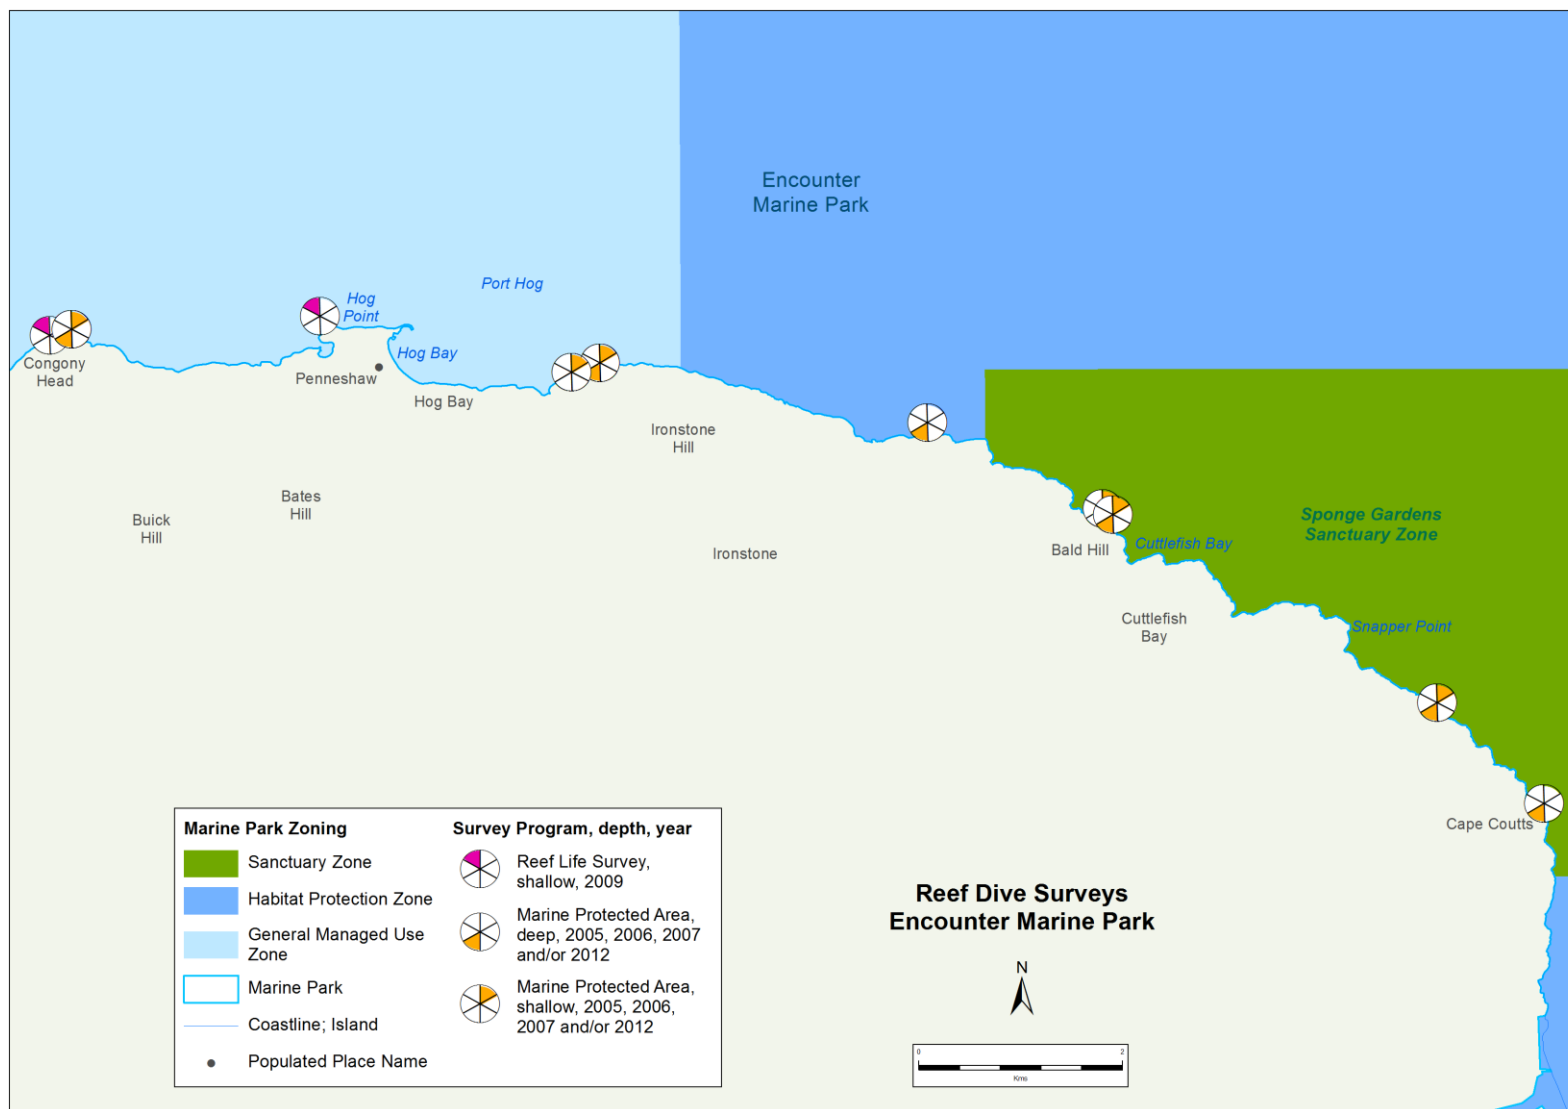 Encounter
Marine Park
Port Hog
Hog
Point
Hog Bay
Congony
Head
Penneshaw
Hog Bay
Ironstone
Hill
Bates
Hill
Buick
Hill
Ironstone
Sponge Gardens
Sanctuary Zone
Bald Hill
Cuttlefish Bay
Cuttlefish
Bay
Snapper Point
Cape Coutts
Marine Park Zoning
Sanctuary Zone
Habitat Protection Zone
General Managed Use
Zone
Marine Park
Coastline; Island
Populated Place Name
Survey Program, depth, year
Reef Life Survey,
shallow, 2009
Marine Protected Area,
deep, 2005, 2006, 2007
and/or 2012
Marine Protected Area,
shallow, 2005, 2006,
2007 and/or 2012
Reef Dive Surveys
Encounter Marine Park
N
0 2
Kms